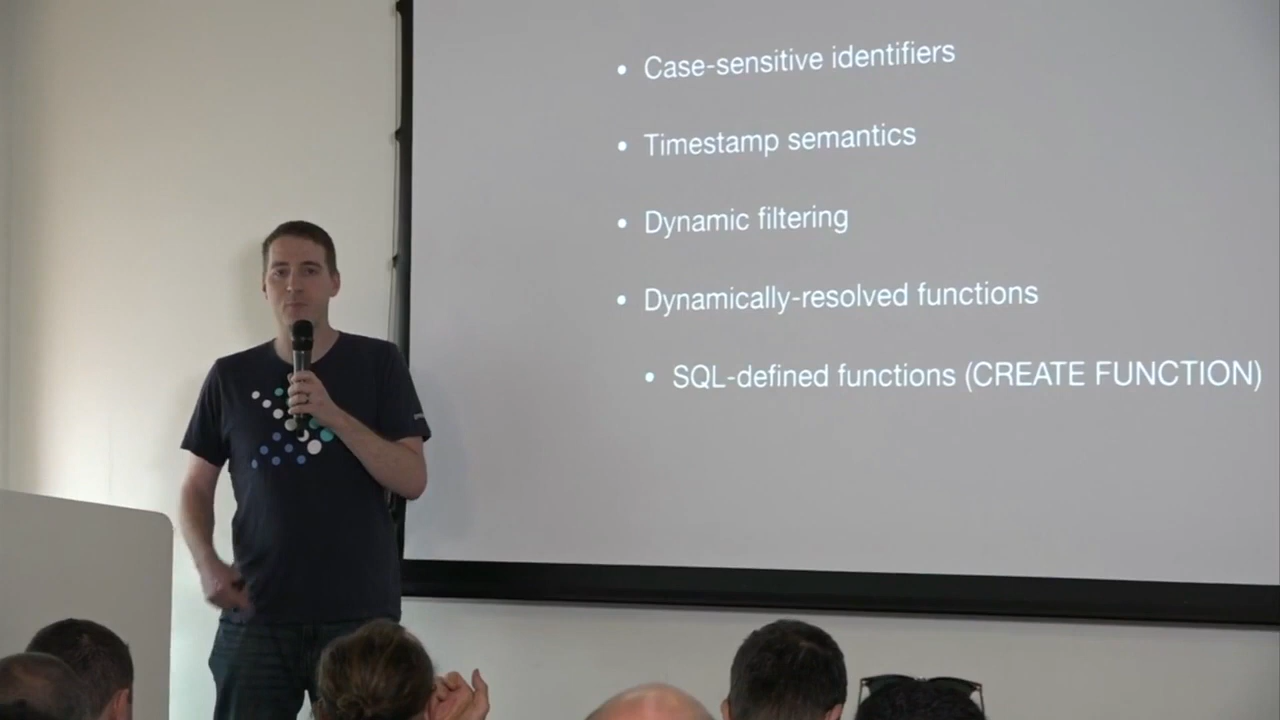 • Case-sensitive identifiers
• Timestamp semantics
• Dynamic filtering
• Dynamically-resolved functions
• SQL-defined functions (CREATE FUNCTION)